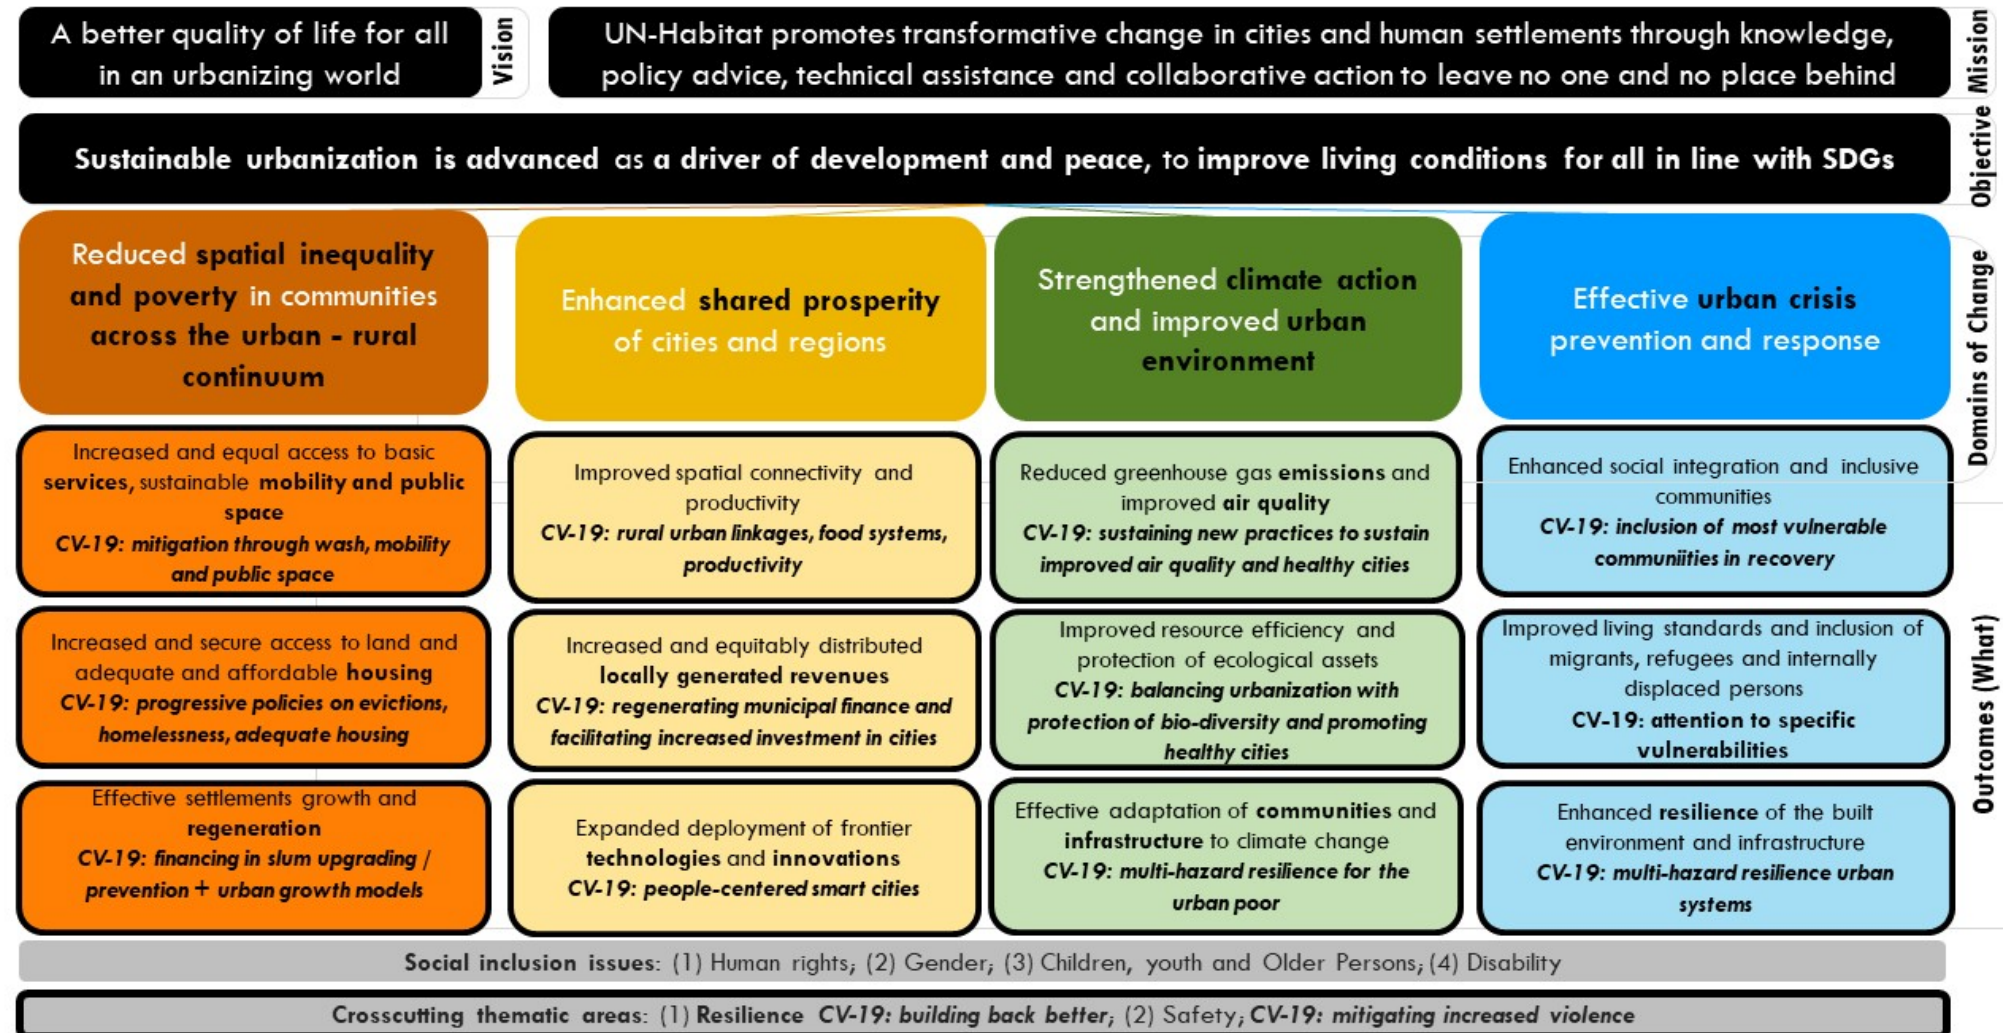 A better quality of life for all
in an urbanizing world
Vision
UN-Habitat promotes transformative change in cities and human settlements through knowledge,
policy advice, technical assistance and collaborative action to leave no one and no place behind
Mission
Sustainable urbanization is advanced as a driver of development and peace, to improve living conditions for all in line with SDGs
Objective
Reduced spatial inequality
and poverty in communities
across the urban - rural
continuum
Enhanced shared prosperity
of cities and regions
Strengthened climate action
and improved urban
environment
Effective urban crisis
prevention and response
Domains of Change
Increased and equal access to basic
services, sustainable mobility and public
space
CV-19: mitigation through wash, mobility
and public space
Improved spatial connectivity and
productivity
CV-19: rural urban linkages, food systems,
productivity
Reduced greenhouse gas emissions and
improved air quality
CV-19: sustaining new practices to sustain
improved air quality and healthy cities
Enhanced social integration and inclusive
communities
CV-19: inclusion of most vulnerable
communiities in recovery
Increased and secure access to land and
adequate and affordable housing
CV-19: progressive policies on evictions,
homelessness, adequate housing
Increased and equitably distributed
locally generated revenues
CV-19: regenerating municipal finance and
facilitating increased investment in cities
Improved resource efficiency and
protection of ecological assets
CV-19: balancing urbanization with
protection of bio-diversity and promoting
healthy cities
Improved living standards and inclusion of
migrants, refugees and internally
displaced persons
CV-19: attention to specific
vulnerabilities
Outcomes (What)
Effective settlements growth and
regeneration
CV-19: financing in slum upgrading /
prevention + urban growth models
Expanded deployment of frontier
technologies and innovations
CV-19: people-centered smart cities
Effective adaptation of communities and
infrastructure to climate change
CV-19: multi-hazard resilience for the
urban poor
Enhanced resilience of the built
environment and infrastructure
CV-19: multi-hazard resilience urban
systems
Social inclusion issues: (1) Human rights; (2) Gender; (3) Children, youth and Older Persons; (4) Disability
Crosscutting thematic areas: (1) Resilience CV-19: building back better; (2) Safety; CV-19: mitigating increased violence